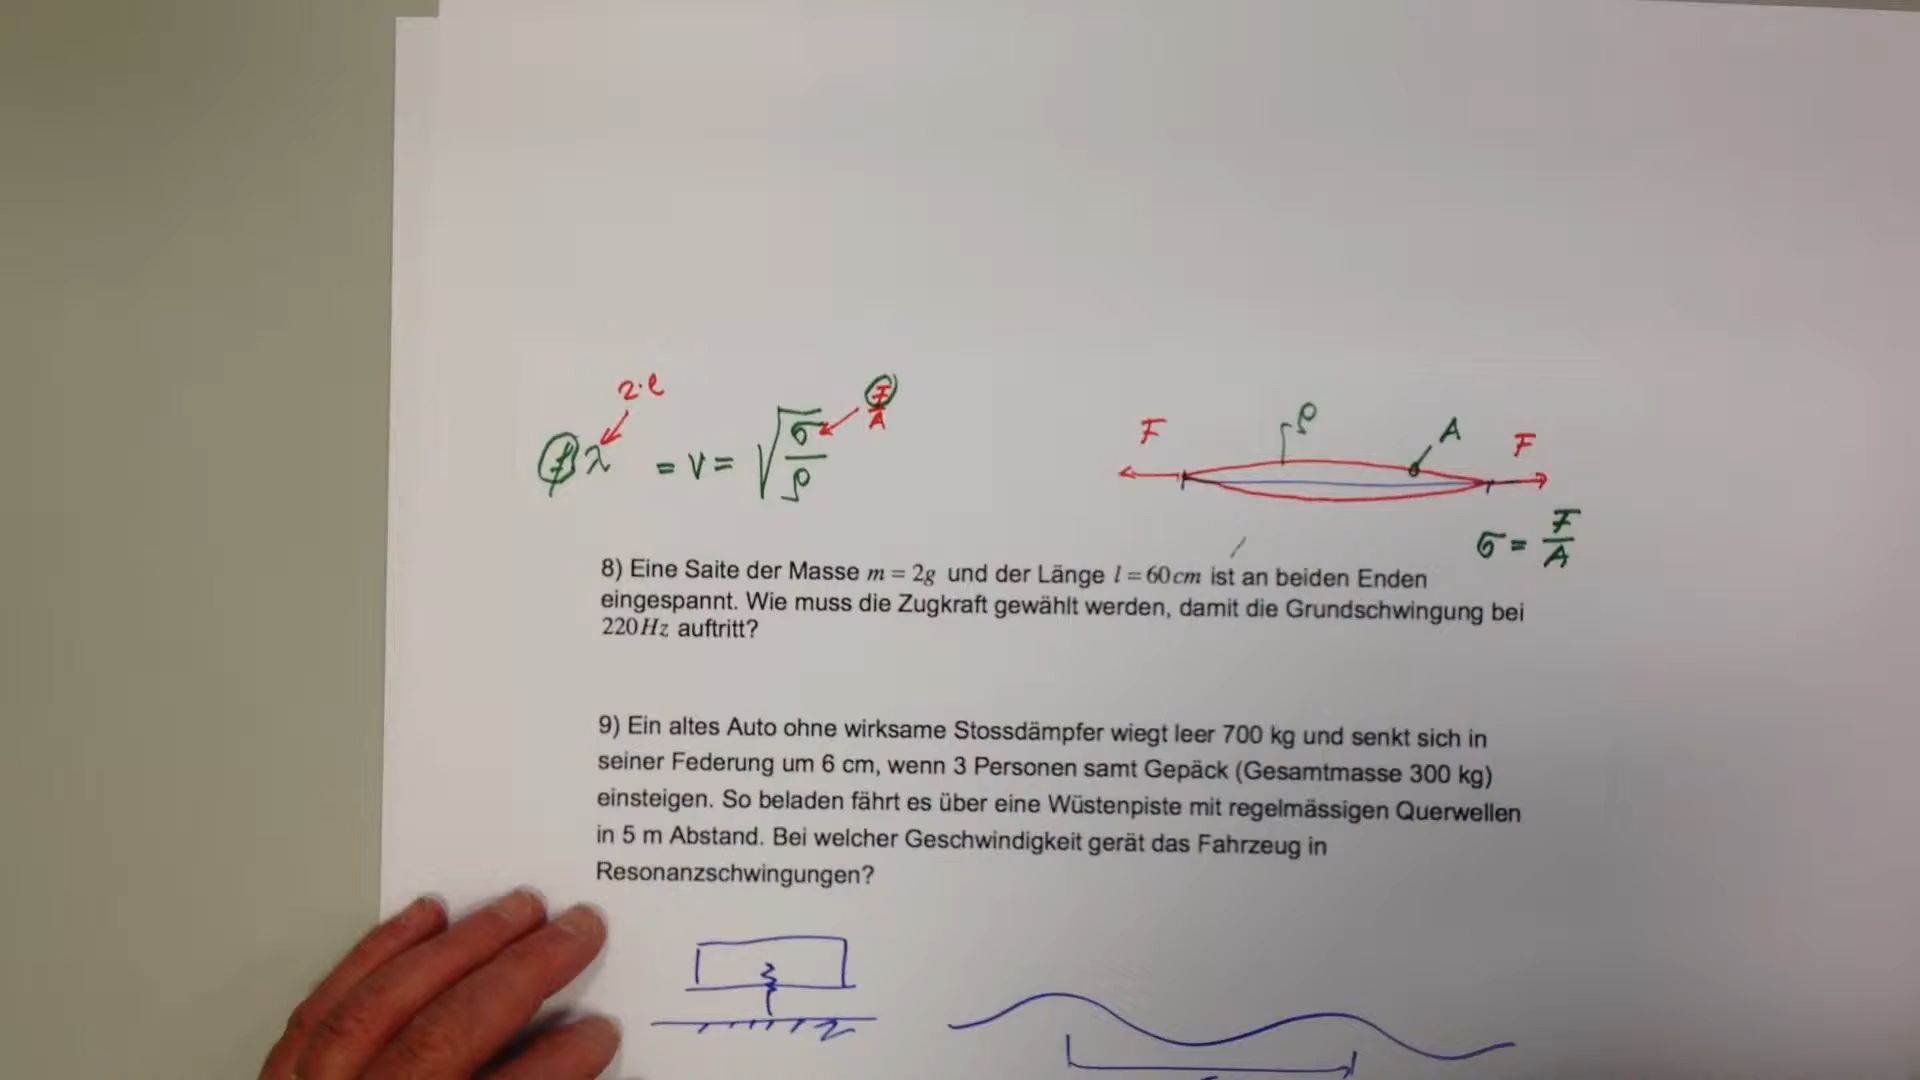 2·l
F
A
f λ = v = √ σ / ρ
F ρ A F
σ = F / A
8) Eine Saite der Masse m = 2g und der Länge l = 60cm ist an beiden Enden
eingespannt. Wie muss die Zugkraft gewählt werden, damit die Grundschwingung bei
220Hz auftritt?
9) Ein altes Auto ohne wirksame Stossdämpfer wiegt leer 700 kg und senkt sich in
seiner Federung um 6 cm, wenn 3 Personen samt Gepäck (Gesamtmasse 300 kg)
einsteigen. So beladen fährt es über eine Wüstenpiste mit regelmässigen Querwellen
in 5 m Abstand. Bei welcher Geschwindigkeit gerät das Fahrzeug in
Resonanzschwingungen?